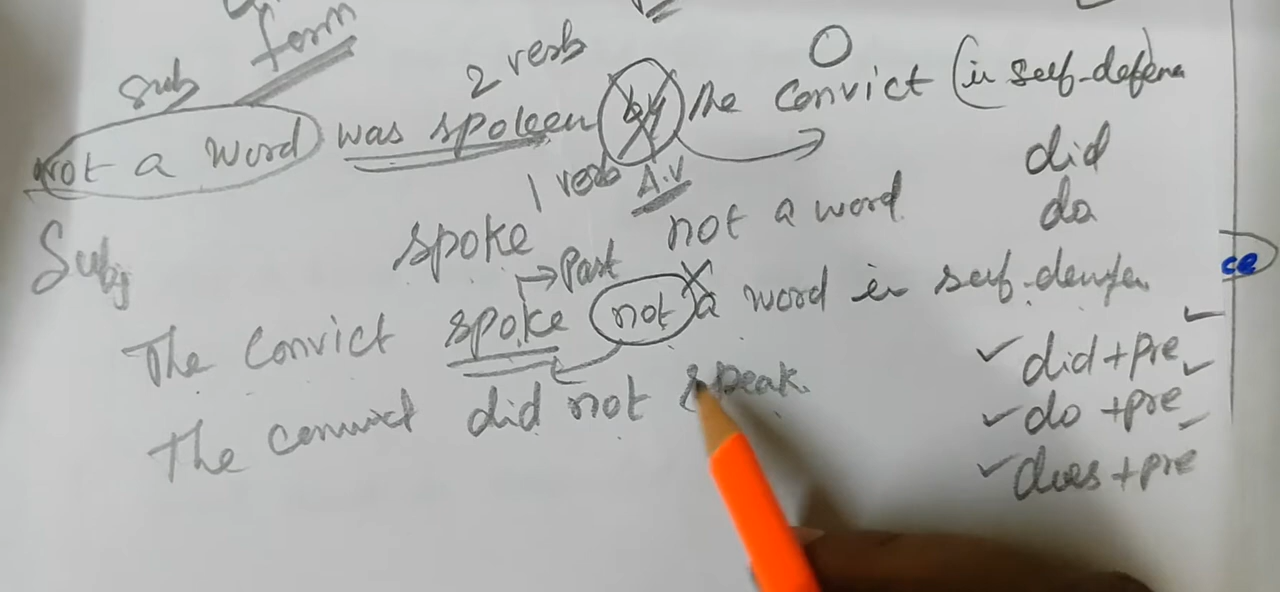 form
sub
2 verb
O
Not a word was spoken by the convict (in self-defence
1 verb A.V
did
do
spoke
not a word
Subj
Past
ce
The convict spoke not a word in self-
The convict did not speak.
did+pre
do +pre
does+pre